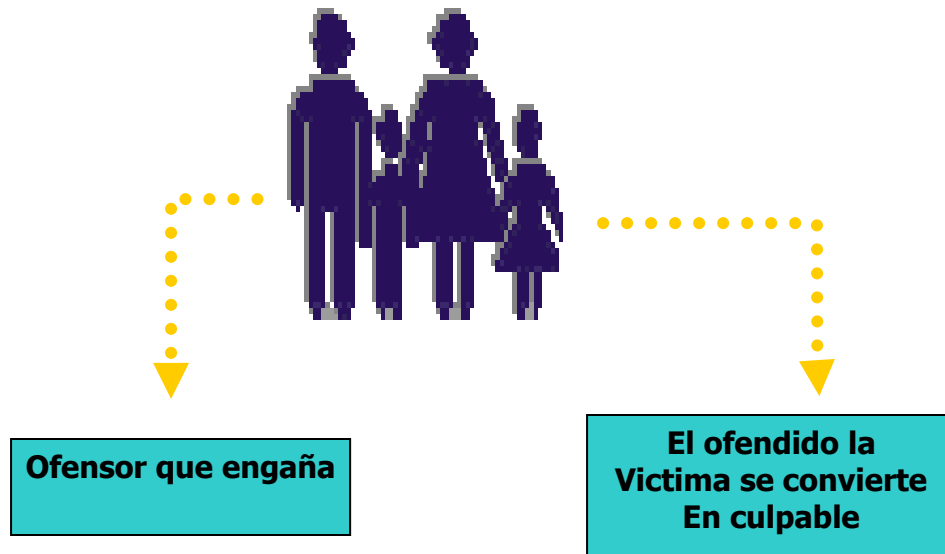 Ofensor que engaña
El ofendido la
Victima se convierte
En culpable